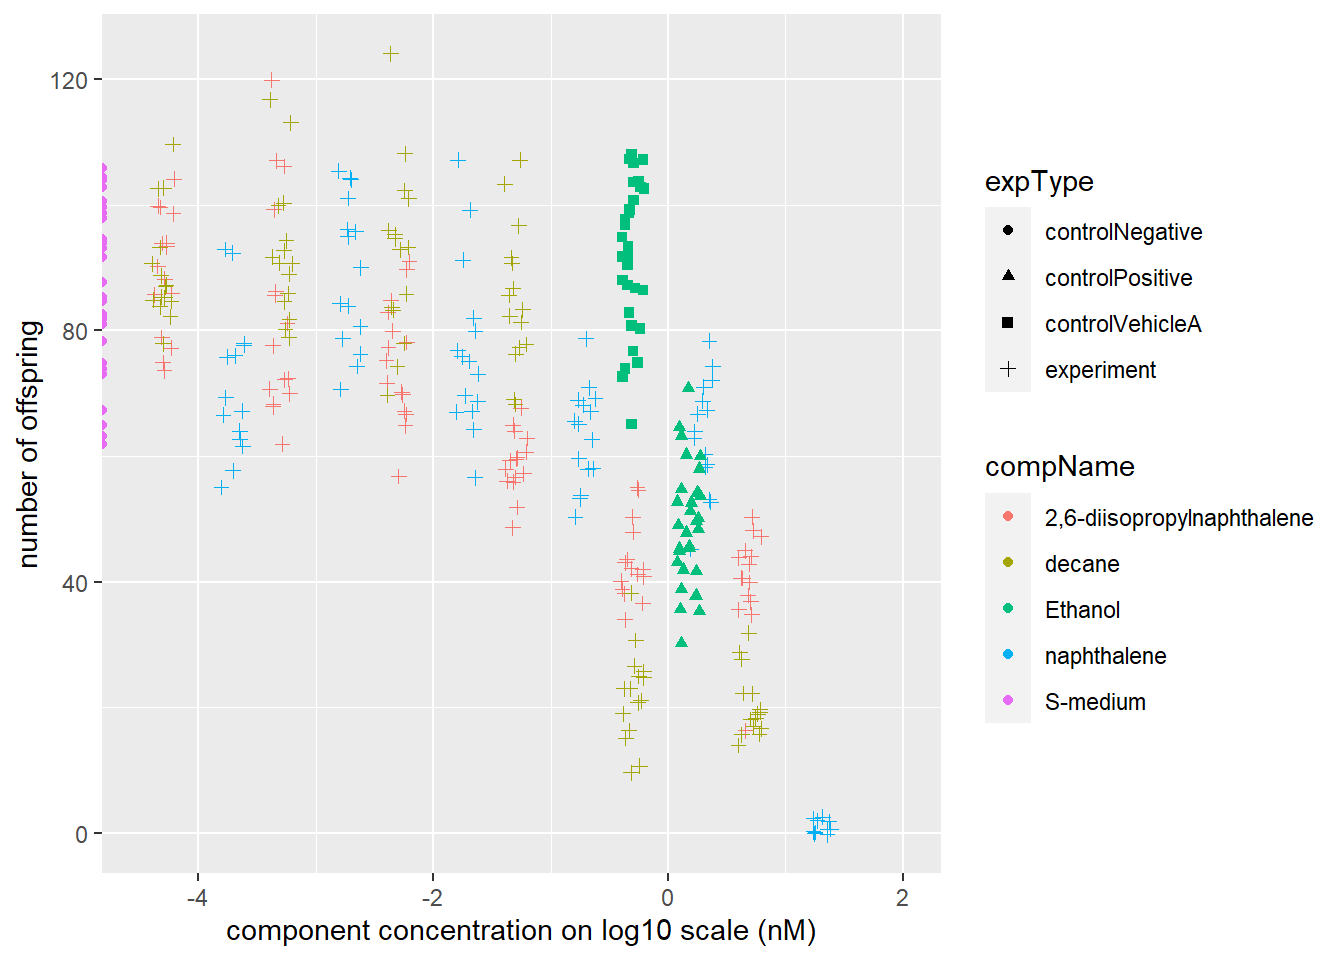 120
80
40
0
number of offspring
-4
-2
0
2
component concentration on log10 scale (nM)
expType
controlNegative
controlPositive
controlVehicleA
experiment
compName
2,6-diisopropylnaphthalene
decane
Ethanol
naphthalene
S-medium